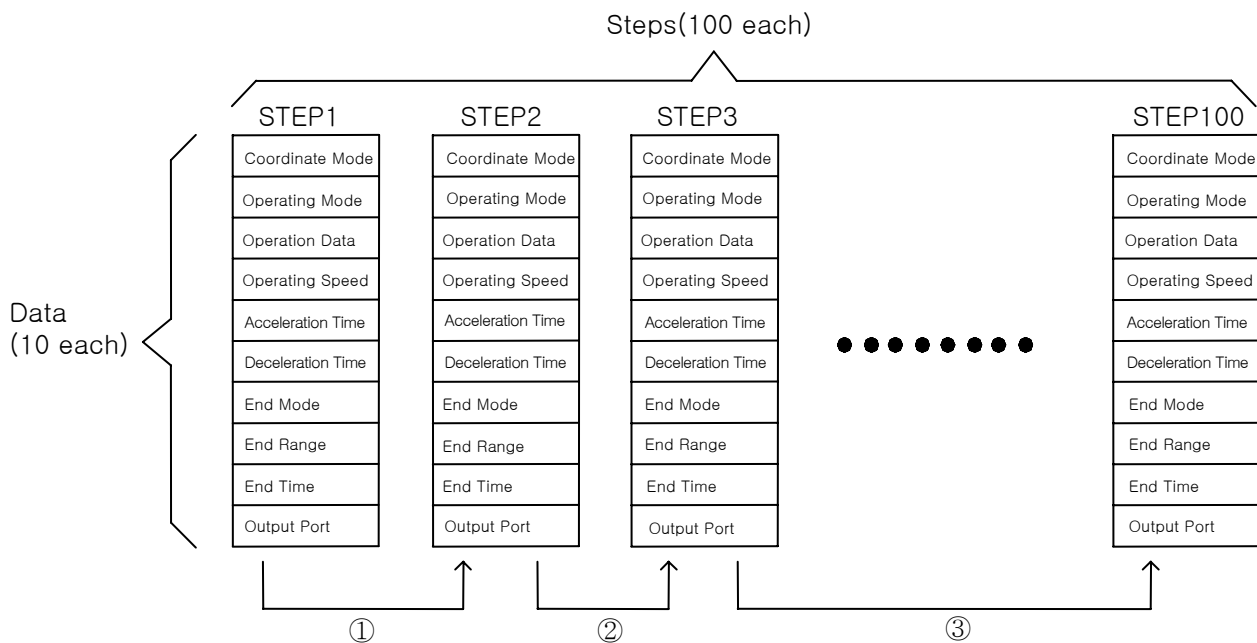 Steps(100 each)
STEP1 STEP2 STEP3 STEP100
Coordinate Mode Coordinate Mode Coordinate Mode Coordinate Mode
Operating Mode Operating Mode Operating Mode Operating Mode
Operation Data Operation Data Operation Data Operation Data
Operating Speed Operating Speed Operating Speed Operating Speed
Data
(10 each)
Acceleration Time Acceleration Time Acceleration Time Acceleration Time
Deceleration Time Deceleration Time Deceleration Time Deceleration Time
End Mode End Mode End Mode End Mode
End Range End Range End Range End Range
End Time End Time End Time End Time
Output Port Output Port Output Port Output Port
① ② ③